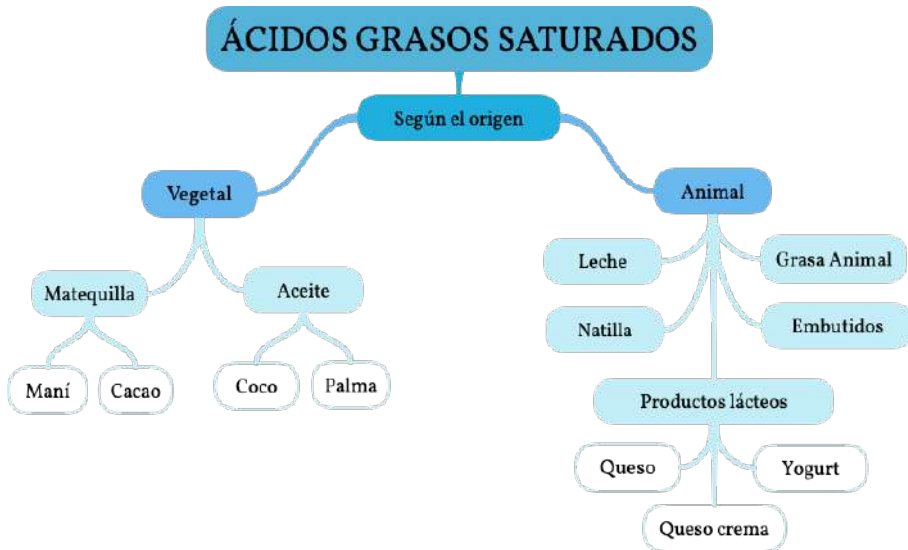 ÁCIDOS GRASOS SATURADOS
Según el origen
Vegetal
Animal
Leche
Grasa Animal
Matequilla
Aceite
Natilla
Embutidos
Maní
Cacao
Coco
Palma
Productos lácteos
Queso
Yogurt
Queso crema